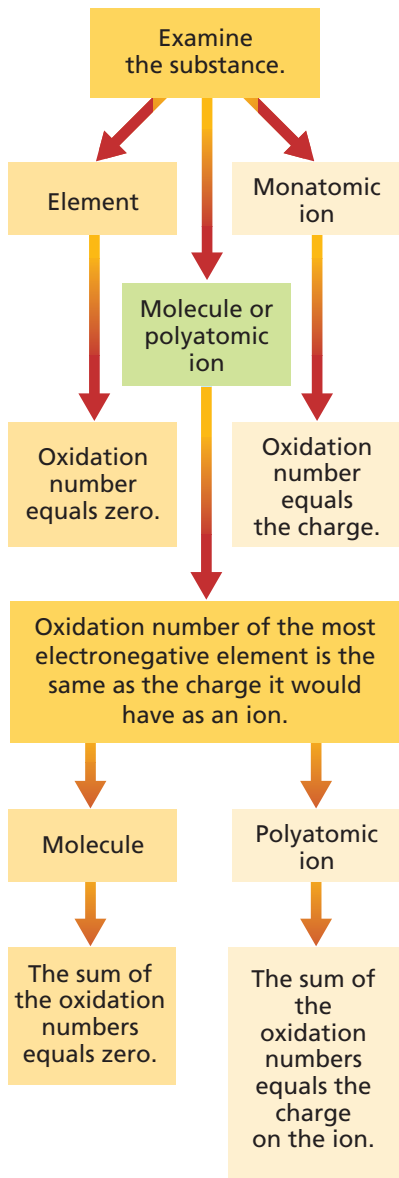 Examine
the substance.
Element
Monatomic
ion
Molecule or
polyatomic
ion
Oxidation
number
equals zero.
Oxidation
number
equals
the charge.
Oxidation number of the most
electronegative element is the
same as the charge it would
have as an ion.
Molecule
Polyatomic
ion
The sum of
the oxidation
numbers
equals zero.
The sum of
the
oxidation
numbers
equals the
charge
on the ion.